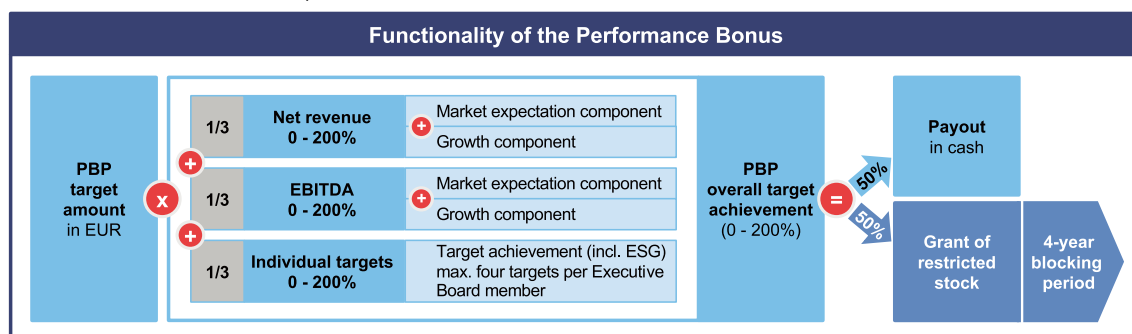 Functionality of the Performance Bonus
PBP
target
amount
in EUR
x
1/3
Net revenue
0 - 200%
+
Market expectation component
Growth component
+
1/3
EBITDA
0 - 200%
+
Market expectation component
Growth component
+
1/3
Individual targets
0 - 200%
Target achievement (incl. ESG)
max. four targets per Executive
Board member
PBP
overall target
achievement
(0 - 200%)
=
50%
Payout
in cash
50%
Grant of
restricted
stock
4-year
blocking
period